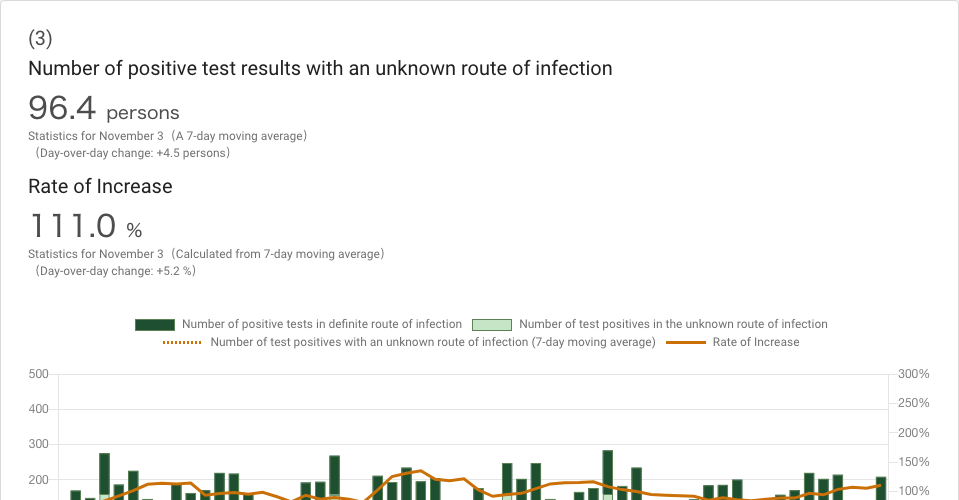 (3)
Number of positive test results with an unknown route of infection
96.4 persons
Statistics for November 3（A 7-day moving average）
（Day-over-day change: +4.5 persons）
Rate of Increase
111.0 %
Statistics for November 3（Calculated from 7-day moving average）
（Day-over-day change: +5.2 %）
Number of positive tests in definite route of infection Number of test positives in the unknown route of infection
Number of test positives with an unknown route of infection (7-day moving average) Rate of Increase
500 300%
400 250%
300 200%
200 150%
100%